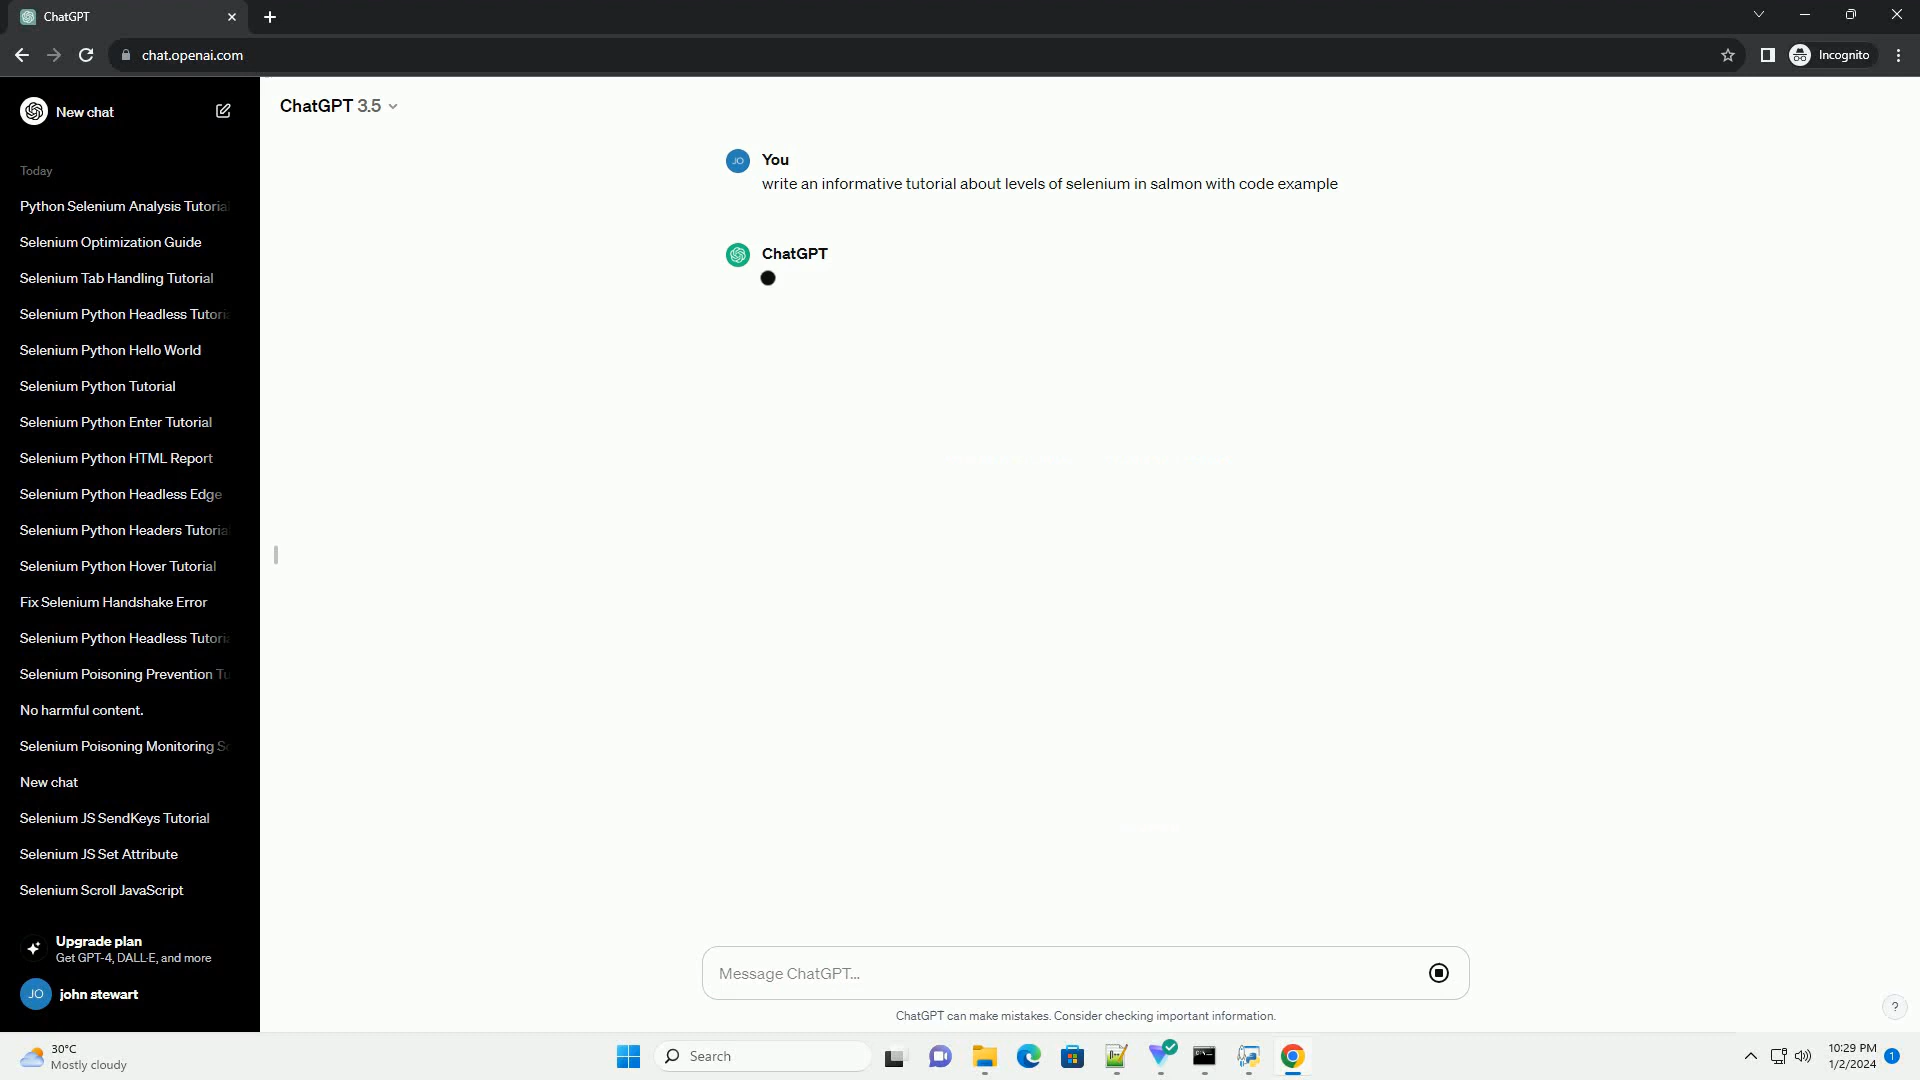 ChatGPT
chat.openai.com
Incognito
New chat
Today
Python Selenium Analysis Tutoria
Selenium Optimization Guide
Selenium Tab Handling Tutorial
Selenium Python Headless Tutori
Selenium Python Hello World
Selenium Python Tutorial
Selenium Python Enter Tutorial
Selenium Python HTML Report
Selenium Python Headless Edge
Selenium Python Headers Tutoria
Selenium Python Hover Tutorial
Fix Selenium Handshake Error
Selenium Python Headless Tutori
Selenium Poisoning Prevention Tu
No harmful content.
Selenium Poisoning Monitoring S
New chat
Selenium JS SendKeys Tutorial
Selenium JS Set Attribute
Selenium Scroll JavaScript
Upgrade plan
Get GPT-4, DALL·E, and more
JO john stewart
ChatGPT 3.5
JO You
write an informative tutorial about levels of selenium in salmon with code example
ChatGPT
Message ChatGPT...
ChatGPT can make mistakes. Consider checking important information.
?
30°C
Mostly cloudy
Search
10:29 PM
1/2/2024
1